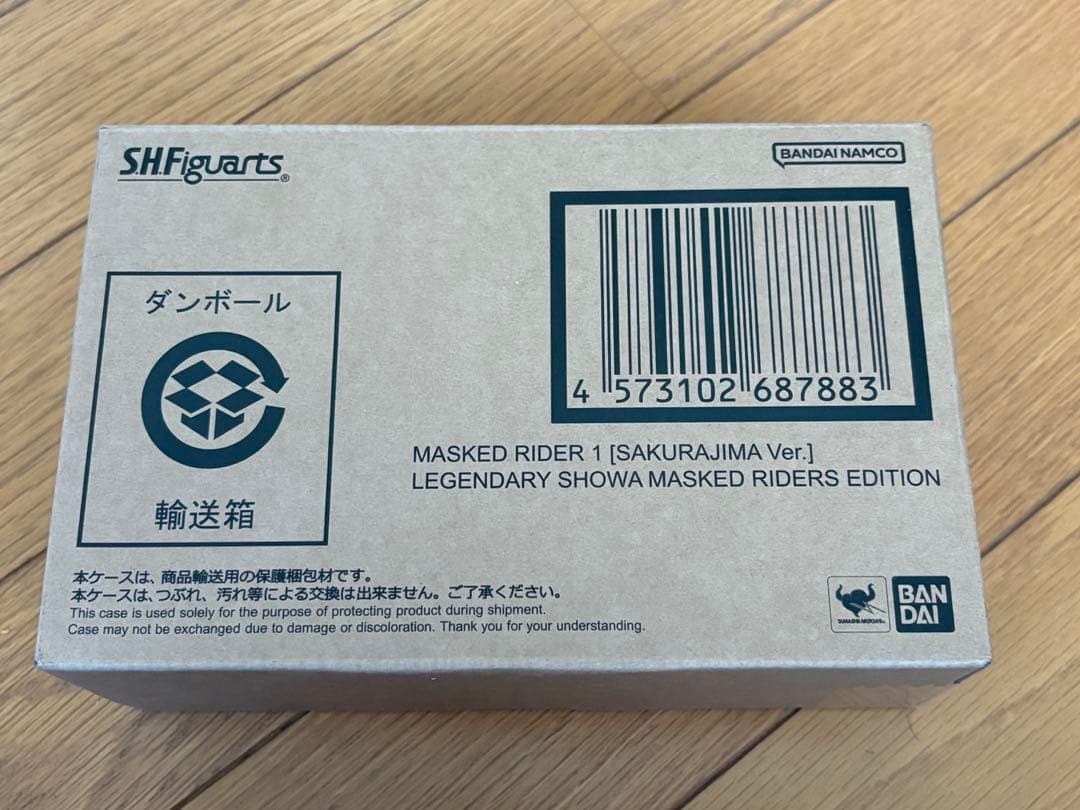 S.H.Figuarts®
BANDAI NAMCO
4 573102 687883
ダンボール
輸送箱
MASKED RIDER 1 [SAKURAJIMA Ver.]
LEGENDARY SHOWA MASKED RIDERS EDITION
本ケースは、商品輸送用の保護梱包材です。
本ケースは、つぶれ、汚れ等による交換は出来ません。ご了承ください。
This case is used solely for the purpose of protecting product during shipment.
Case may not be exchanged due to damage or discoloration. Thank you for your understanding.
TAMASHII NATIONS
BAN
DAI